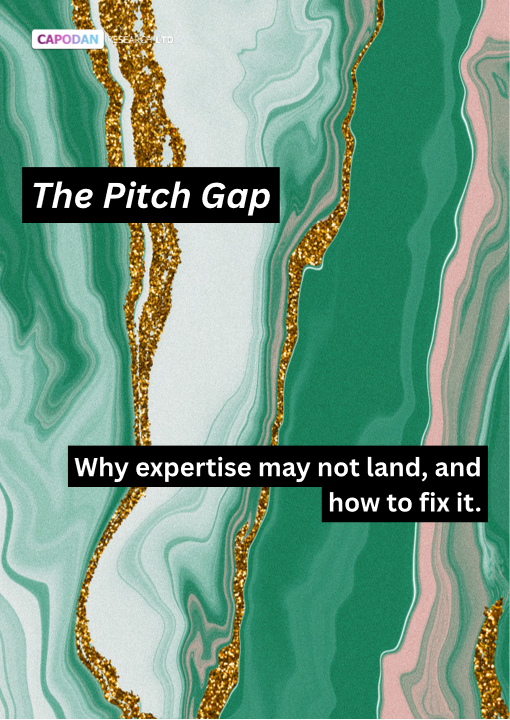 CAPODAN RESEARCH LTD
The Pitch Gap
Why expertise may not land, and
how to fix it.